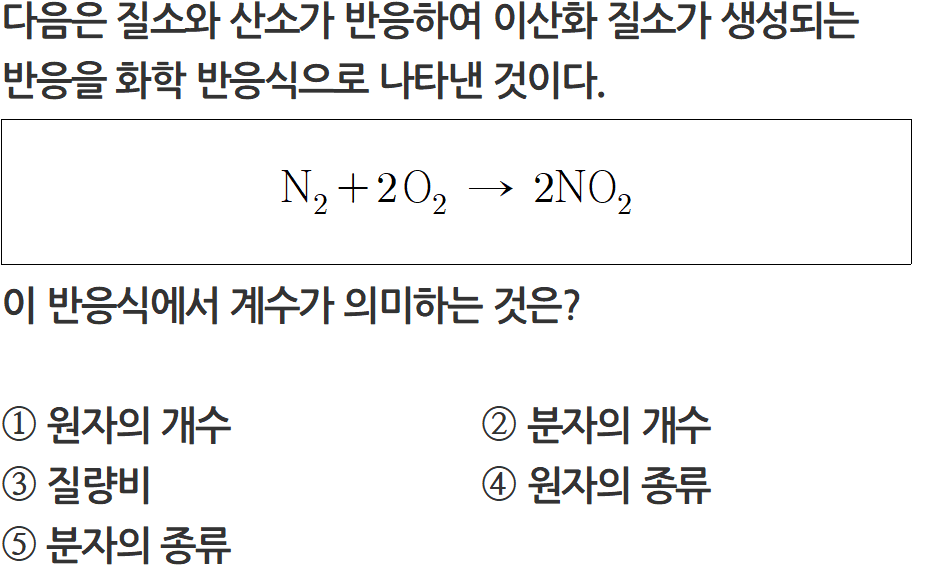 다음은 질소와 산소가 반응하여 이산화 질소가 생성되는
반응을 화학 반응식으로 나타낸 것이다.
N₂+2O₂ → 2NO₂
이 반응식에서 계수가 의미하는 것은?
① 원자의 개수 ② 분자의 개수
③ 질량비 ④ 원자의 종류
⑤ 분자의 종류